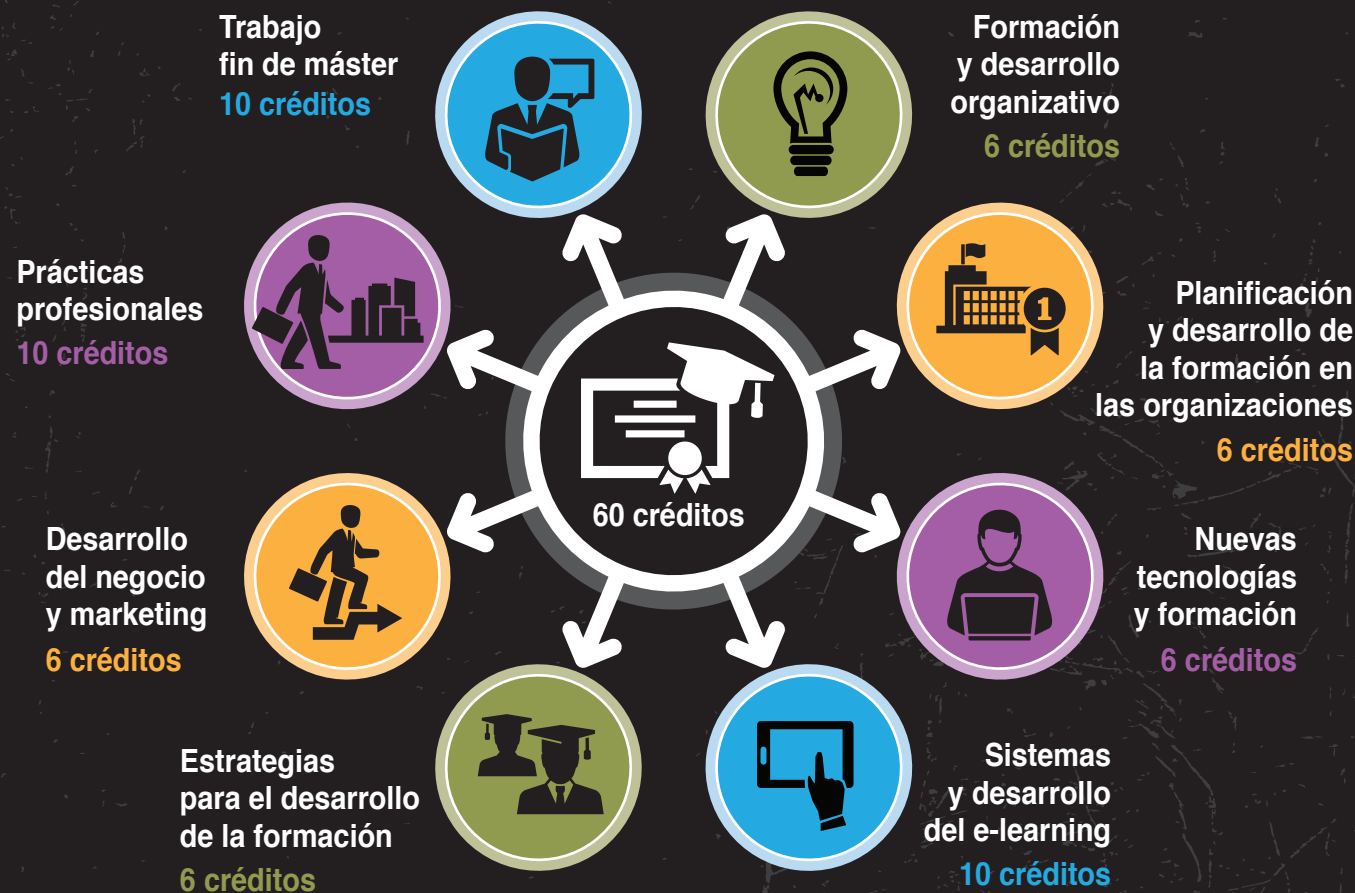 Trabajo
fin de máster
10 créditos
Formación
y desarrollo
organizativo
6 créditos
Prácticas
profesionales
10 créditos
1
Planificación
y desarrollo de
la formación en
las organizaciones
6 créditos
60 créditos
Desarrollo
del negocio
y marketing
6 créditos
Nuevas
tecnologías
y formación
6 créditos
Estrategias
para el desarrollo
de la formación
6 créditos
Sistemas
y desarrollo
del e-learning
10 créditos